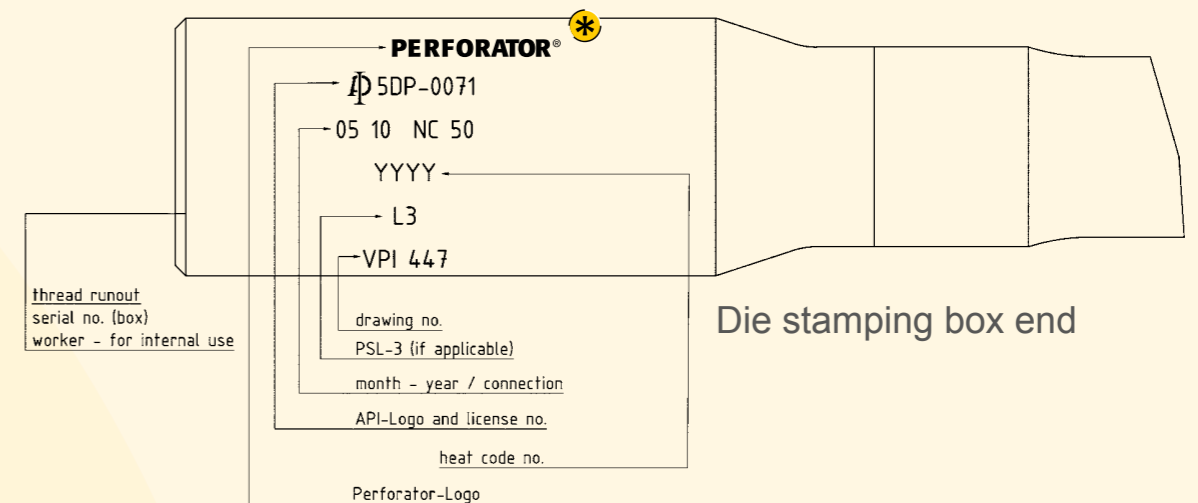 PERFORATOR®
5DP-0071
05 10 NC 50
YYYY
L3
VPI 447
thread runout
serial no. (box)
worker - for internal use
Die stamping box end
drawing no.
PSL-3 (if applicable)
month - year / connection
API-Logo and license no.
heat code no.
Perforator-Logo